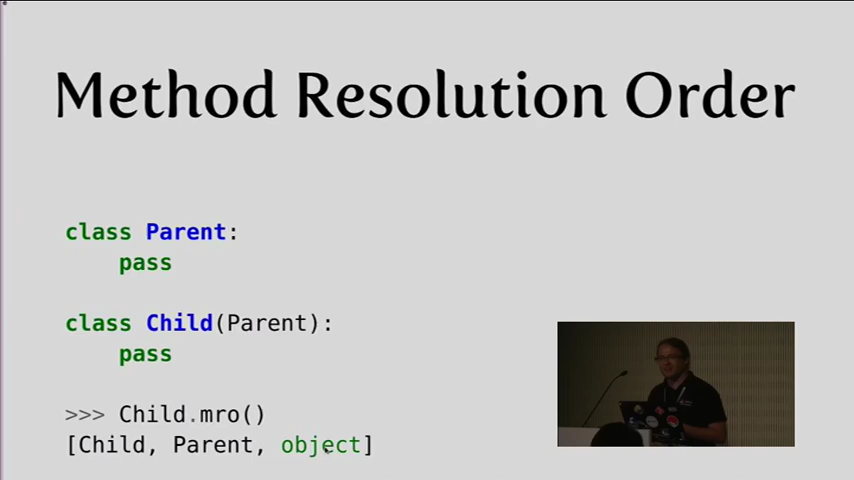 Method Resolution Order
class Parent:
    pass
class Child(Parent):
    pass
>>> Child.mro()
[Child, Parent, object]